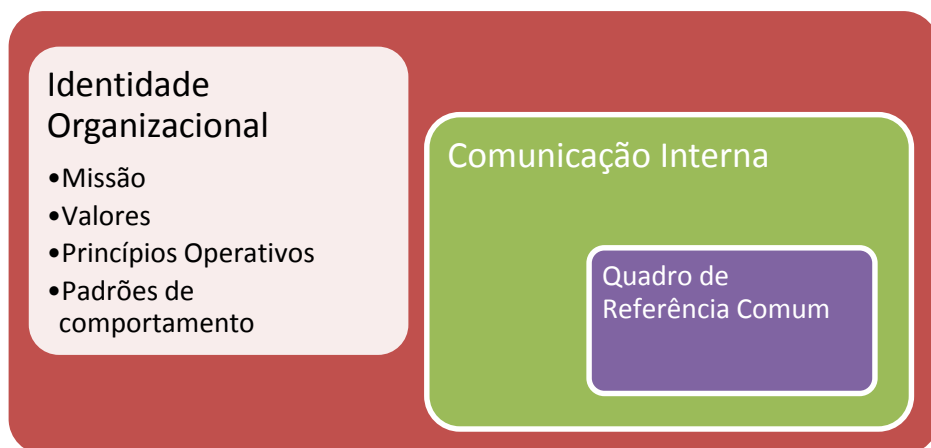 Identidade
Organizacional
•Missão
•Valores
•Princípios Operativos
•Padrões de
comportamento
Comunicação Interna
Quadro de
Referência Comum